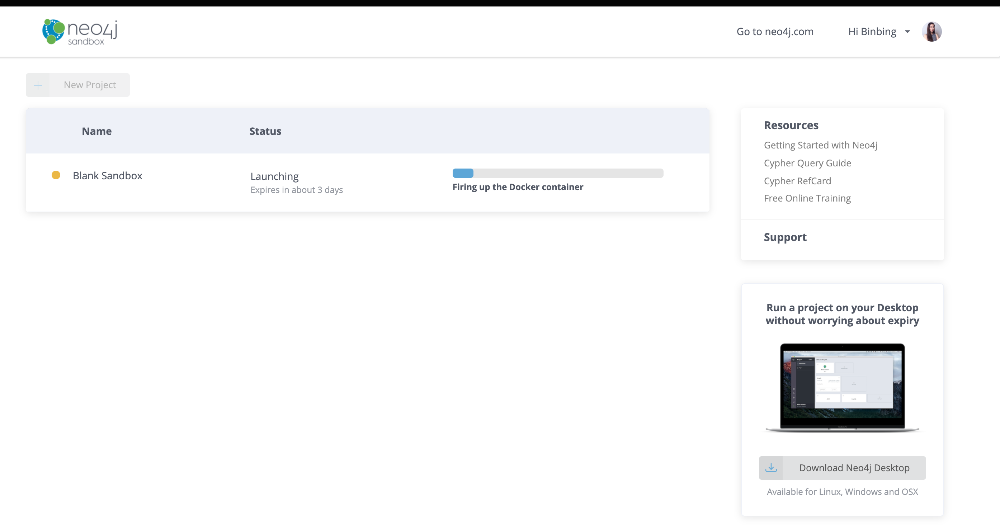 neo4j
sandbox
Go to neo4j.com
Hi Binbing
New Project
Name
Status
Blank Sandbox
Launching
Expires in about 3 days
Firing up the Docker container
Resources
Getting Started with Neo4j
Cypher Query Guide
Cypher RefCard
Free Online Training
Support
Run a project on your Desktop
without worrying about expiry
Download Neo4j Desktop
Available for Linux, Windows and OSX